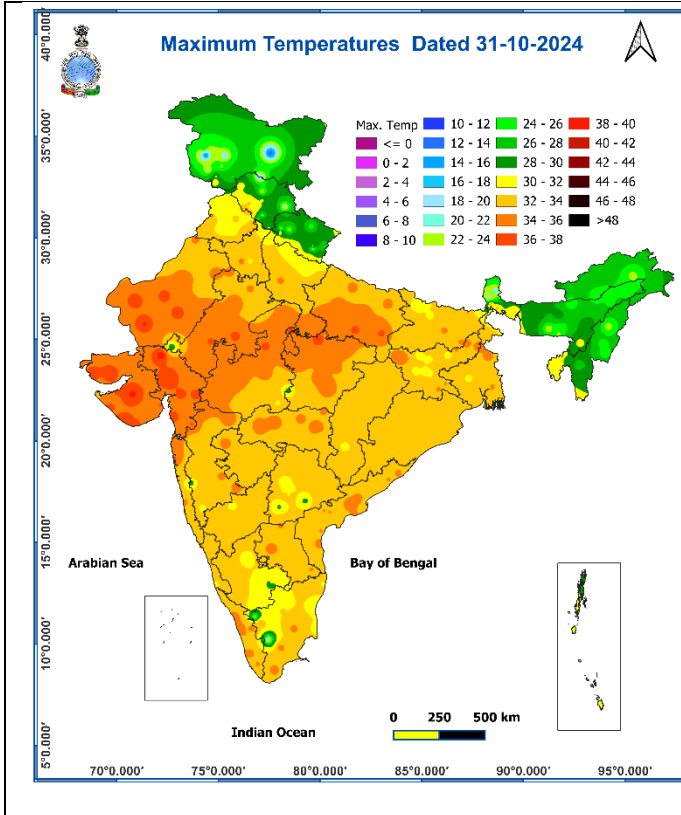 Maximum Temperatures Dated 31-10-2024
Max. Temp
<= 0
0 - 2
2 - 4
4 - 6
6 - 8
8 - 10
10 - 12
12 - 14
14 - 16
16 - 18
18 - 20
20 - 22
22 - 24
24 - 26
26 - 28
28 - 30
30 - 32
32 - 34
34 - 36
36 - 38
38 - 40
40 - 42
42 - 44
44 - 46
46 - 48
>48
40°0.000'
35°0.000'
30°0.000'
25°0.000'
20°0.000'
15°0.000'
10°0.000'
5°0.000'
Arabian Sea
Bay of Bengal
Indian Ocean
0 250 500 km
70°0.000' 75°0.000' 80°0.000' 85°0.000' 90°0.000' 95°0.000'